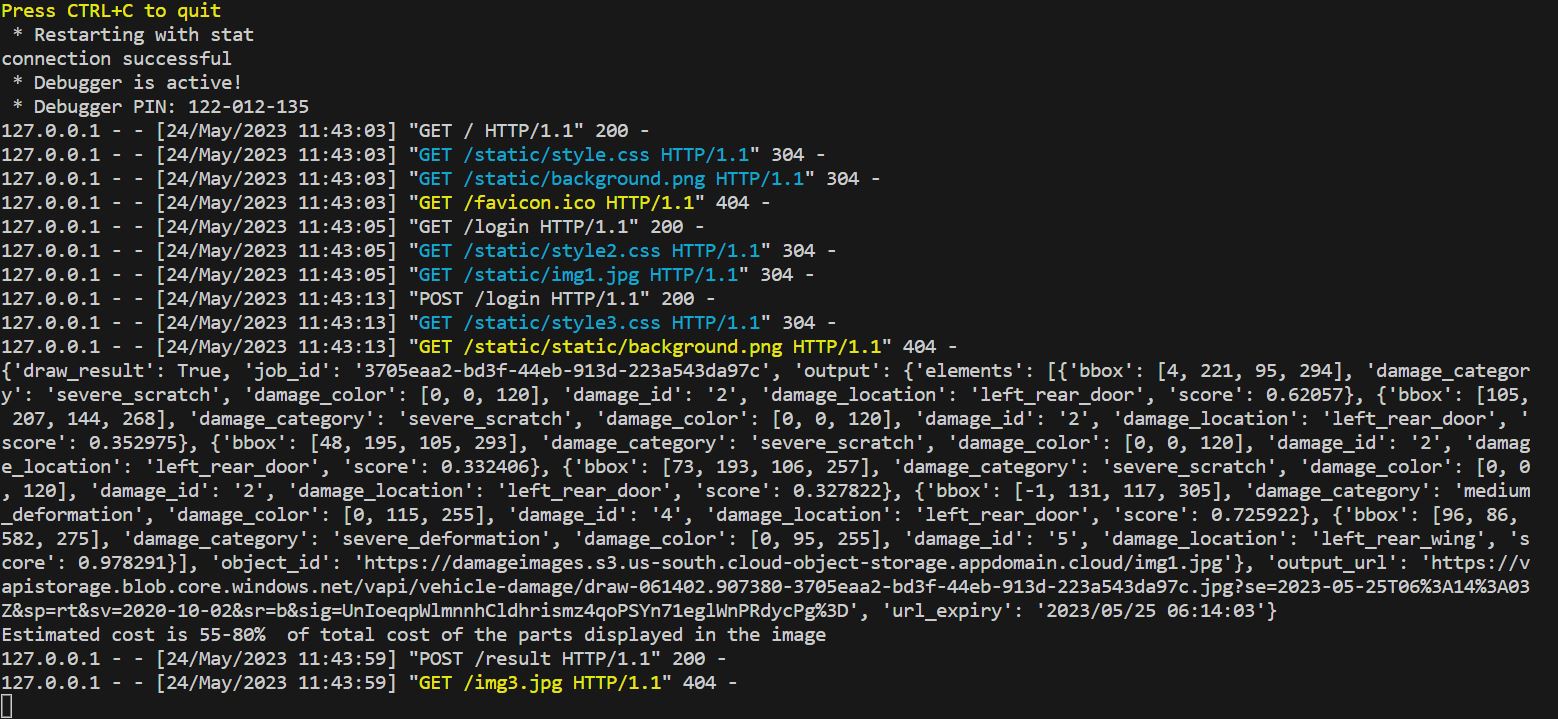 Press CTRL+C to quit
 * Restarting with stat
connection successful
 * Debugger is active!
 * Debugger PIN: 122-012-135
127.0.0.1 - - [24/May/2023 11:43:03] "GET / HTTP/1.1" 200 -
127.0.0.1 - - [24/May/2023 11:43:03] "GET /static/style.css HTTP/1.1" 304 -
127.0.0.1 - - [24/May/2023 11:43:03] "GET /static/background.png HTTP/1.1" 304 -
127.0.0.1 - - [24/May/2023 11:43:03] "GET /favicon.ico HTTP/1.1" 404 -
127.0.0.1 - - [24/May/2023 11:43:05] "GET /login HTTP/1.1" 200 -
127.0.0.1 - - [24/May/2023 11:43:05] "GET /static/style2.css HTTP/1.1" 304 -
127.0.0.1 - - [24/May/2023 11:43:05] "GET /static/img1.jpg HTTP/1.1" 304 -
127.0.0.1 - - [24/May/2023 11:43:13] "POST /login HTTP/1.1" 200 -
127.0.0.1 - - [24/May/2023 11:43:13] "GET /static/style3.css HTTP/1.1" 304 -
127.0.0.1 - - [24/May/2023 11:43:13] "GET /static/static/background.png HTTP/1.1" 404 -
{'draw_result': True, 'job_id': '3705eaa2-bd3f-44eb-913d-223a543da97c', 'output': {'elements': [{'bbox': [4, 221, 95, 294], 'damage_categor
y': 'severe_scratch', 'damage_color': [0, 0, 120], 'damage_id': '2', 'damage_location': 'left_rear_door', 'score': 0.62057}, {'bbox': [105,
 207, 144, 268], 'damage_category': 'severe_scratch', 'damage_color': [0, 0, 120], 'damage_id': '2', 'damage_location': 'left_rear_door', '
score': 0.352975}, {'bbox': [48, 195, 105, 293], 'damage_category': 'severe_scratch', 'damage_color': [0, 0, 120], 'damage_id': '2', 'damag
e_location': 'left_rear_door', 'score': 0.332406}, {'bbox': [73, 193, 106, 257], 'damage_category': 'severe_scratch', 'damage_color': [0, 0
, 120], 'damage_id': '2', 'damage_location': 'left_rear_door', 'score': 0.327822}, {'bbox': [-1, 131, 117, 305], 'damage_category': 'medium
_deformation', 'damage_color': [0, 115, 255], 'damage_id': '4', 'damage_location': 'left_rear_door', 'score': 0.725922}, {'bbox': [96, 86,
582, 275], 'damage_category': 'severe_deformation', 'damage_color': [0, 95, 255], 'damage_id': '5', 'damage_location': 'left_rear_wing', 's
core': 0.978291}], 'object_id': 'https://damageimages.s3.us-south.cloud-object-storage.appdomain.cloud/img1.jpg'}, 'output_url': 'https://v
apistorage.blob.core.windows.net/vapi/vehicle-damage/draw-061402.907380-3705eaa2-bd3f-44eb-913d-223a543da97c.jpg?se=2023-05-25T06%3A14%3A03
Z&sp=rt&sv=2020-10-02&sr=b&sig=UnIoeqpWlmnnhCldhrismz4qoPSYn71eglWnPRdycPg%3D', 'url_expiry': '2023/05/25 06:14:03'}
Estimated cost is 55-80%  of total cost of the parts displayed in the image
127.0.0.1 - - [24/May/2023 11:43:59] "POST /result HTTP/1.1" 200 -
127.0.0.1 - - [24/May/2023 11:43:59] "GET /img3.jpg HTTP/1.1" 404 -